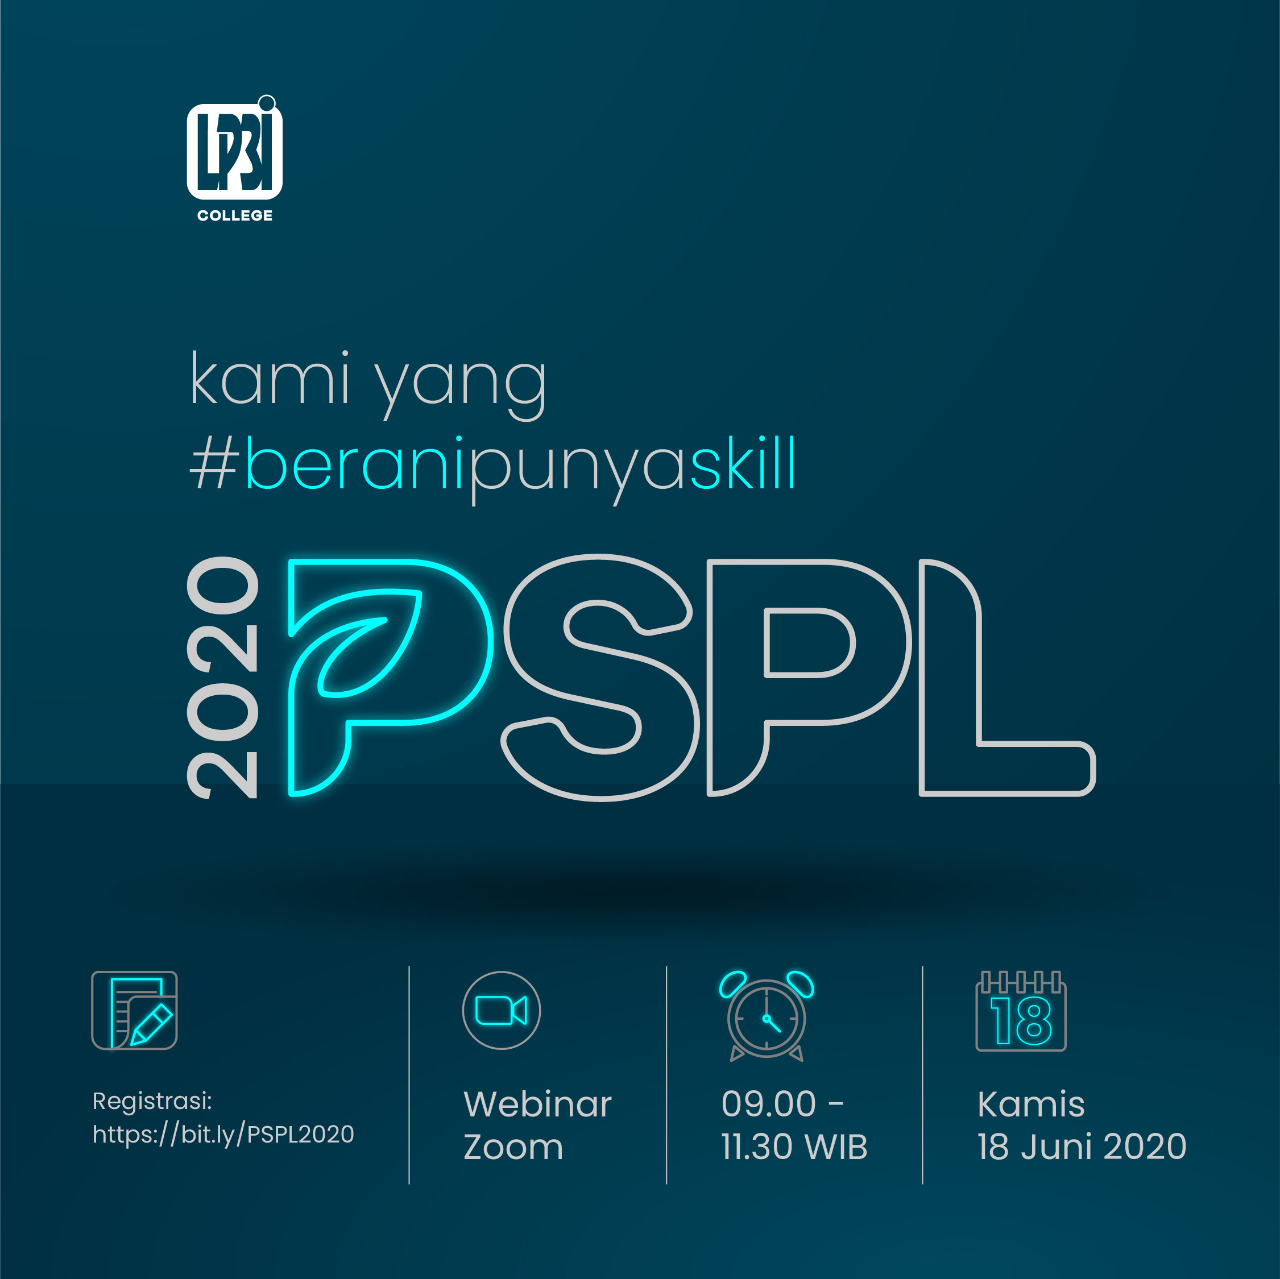 LP3I
COLLEGE
kami yang
#beranipunyaskill
2020
PSPL
Registrasi:
https://bit.ly/PSPL2020
Webinar
Zoom
09.00 -
11.30 WIB
18
Kamis
18 Juni 2020